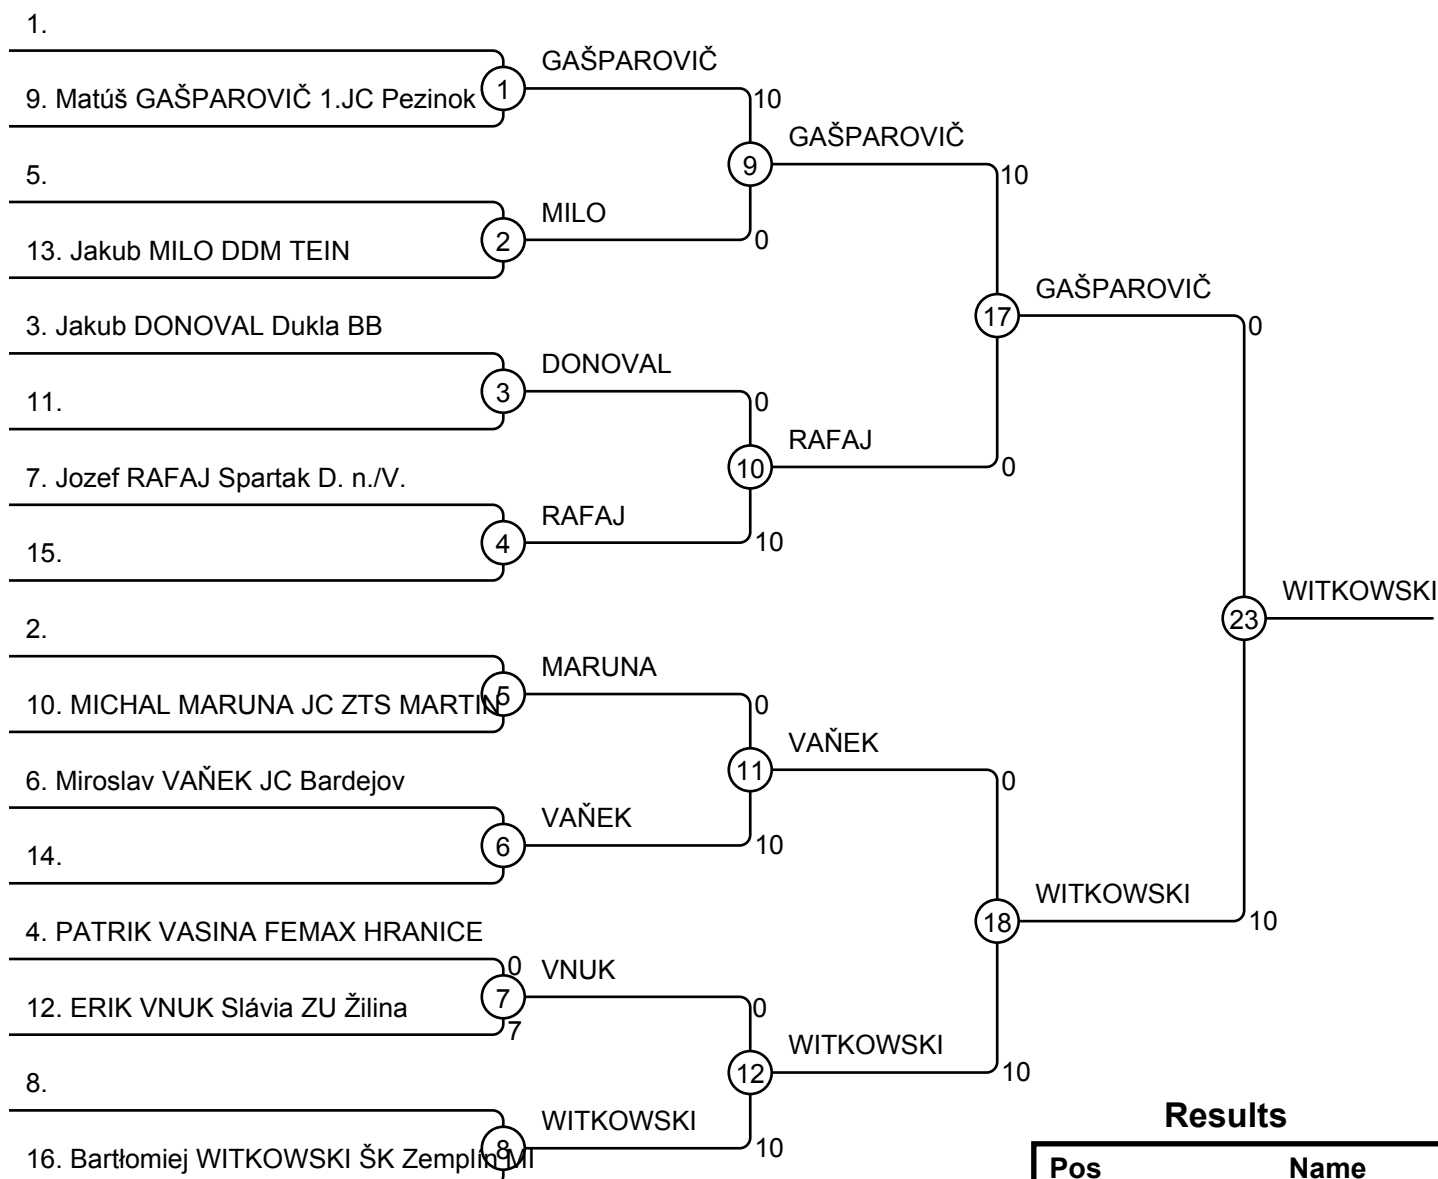 1.
GAŠPAROVIČ
9. Matúš GAŠPAROVIČ 1.JC Pezinok
1
10
GAŠPAROVIČ
9
10
5.
MILO
13. Jakub MILO DDM TEIN
2
0
GAŠPAROVIČ
17
0
3. Jakub DONOVAL Dukla BB
DONOVAL
11.
3
0
RAFAJ
10
0
7. Jozef RAFAJ Spartak D. n./V.
RAFAJ
15.
4
10
WITKOWSKI
23
2.
MARUNA
10. MICHAL MARUNA JC ZTS MARTIN
5
0
VAŇEK
11
0
6. Miroslav VAŇEK JC Bardejov
VAŇEK
14.
6
10
WITKOWSKI
18
10
4. PATRIK VASINA FEMAX HRANICE
0
VNUK
12. ERIK VNUK Slávia ZU Žilina
7
7
0
WITKOWSKI
12
10
8.
WITKOWSKI
16. Bartłomiej WITKOWSKI ŠK Zemplín MI
8
10
Results
Pos Name